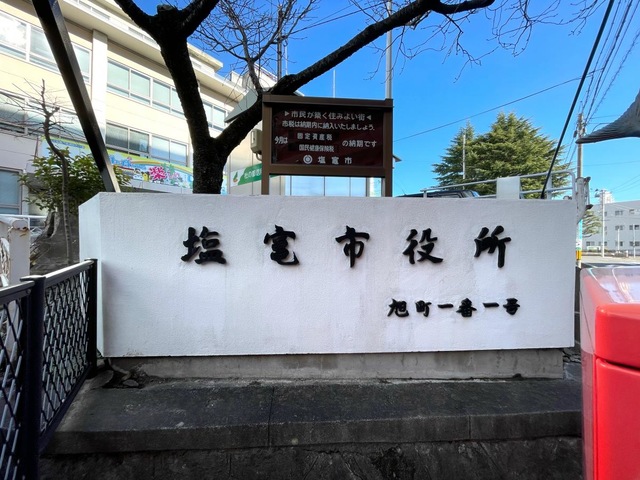 ▶市民が築く住みよい街◀
市税は納期内に納入いたしましょう。
今月は
固定資産税
国民健康保険税
の納期です
塩竈市
塩竈市役所
旭町一番一号